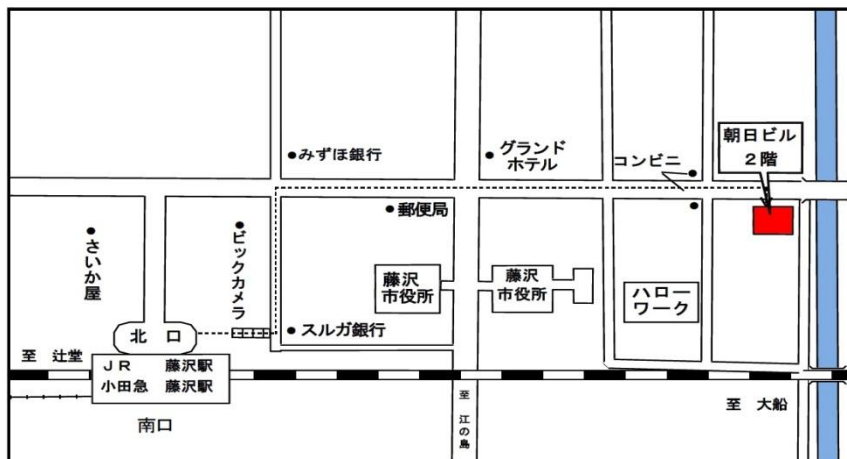 みずほ銀行
グランド
ホテル
コンビニ
朝日ビル
2階
さいか屋
ビックカメラ
郵便局
藤沢
市役所
藤沢
市役所
ハロー
ワーク
スルガ銀行
北 口
至 辻堂
JR 藤沢駅
小田急 藤沢駅
南口
至 江の島
至 大船